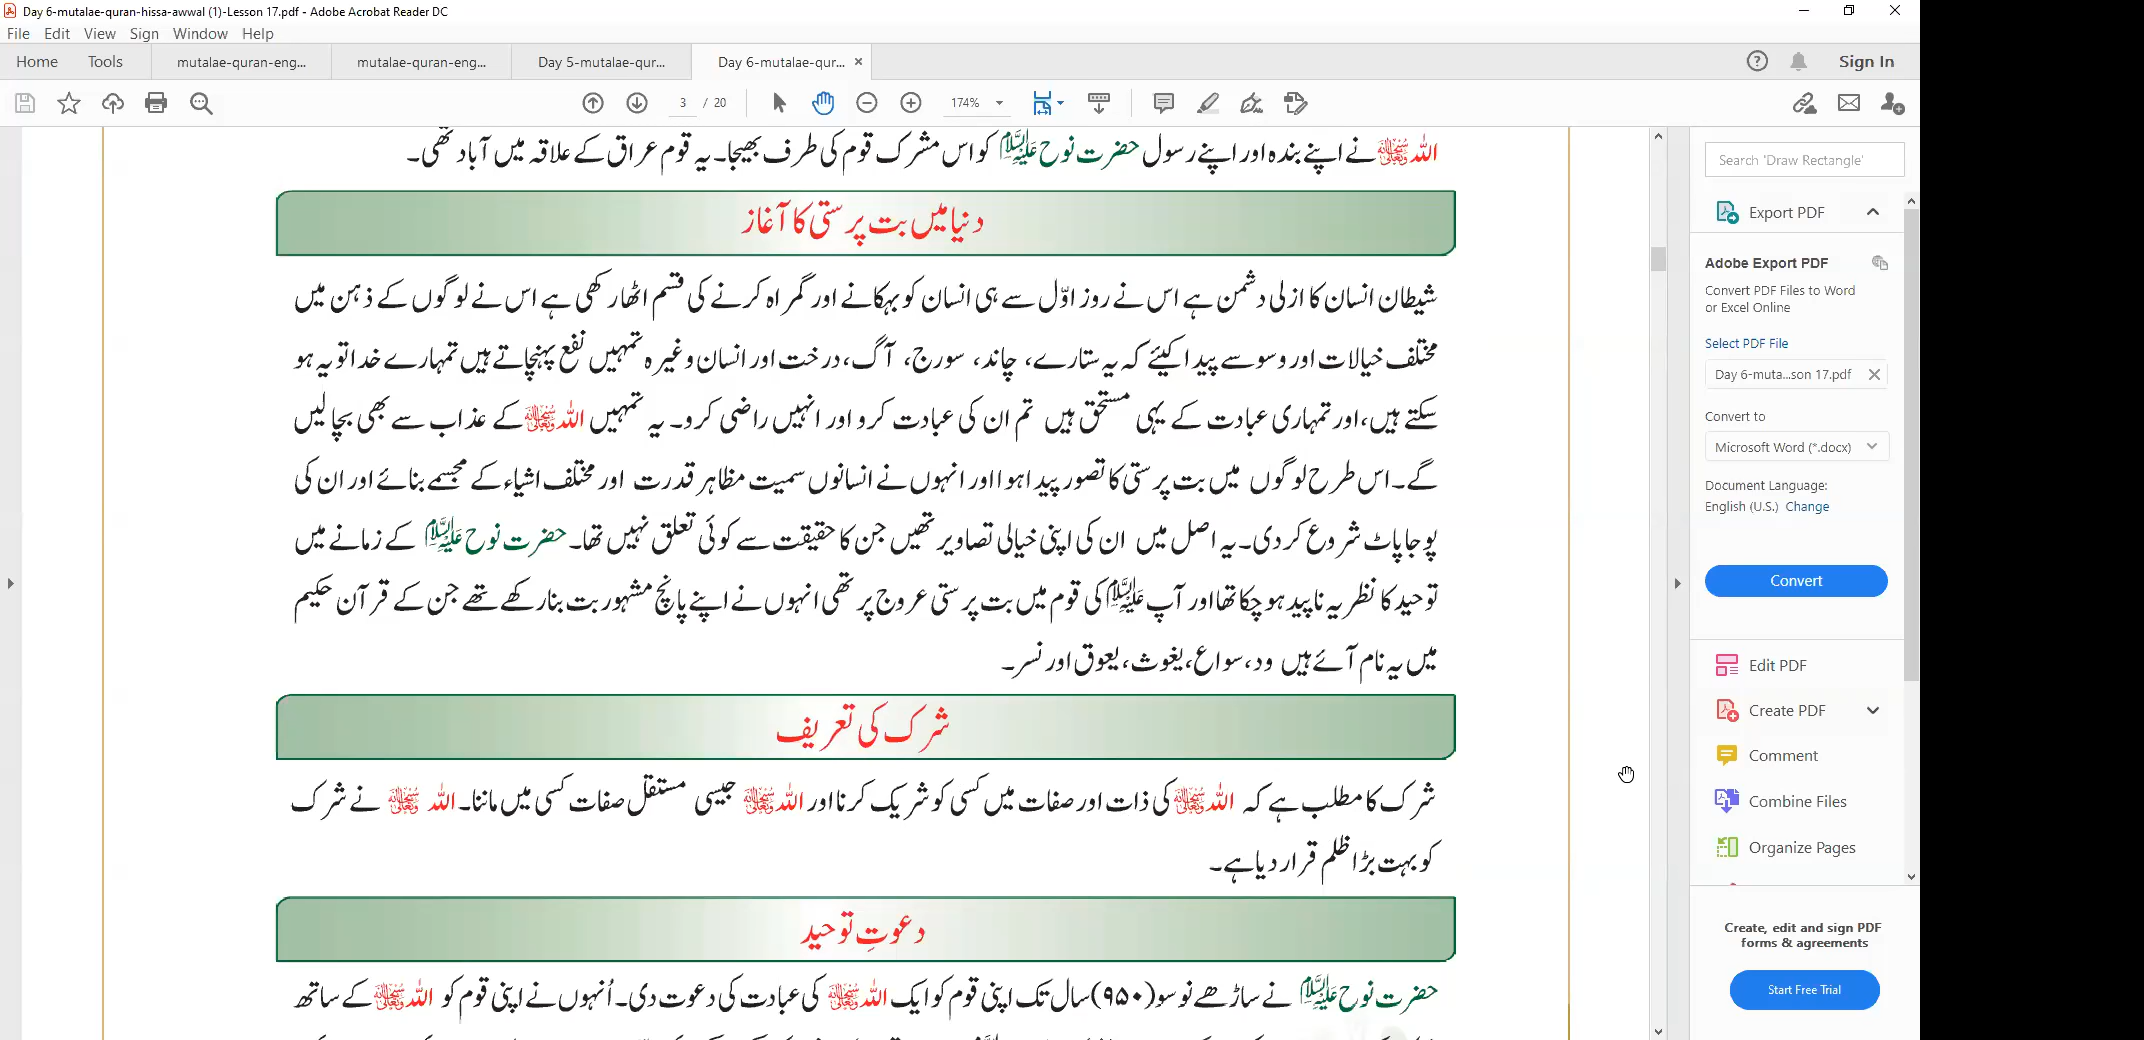 Day 6-mutalae-quran-hissa-awwal (1)-Lesson 17.pdf - Adobe Acrobat Reader DC
File Edit View Sign Window Help
Home Tools mutalae-quran-eng... mutalae-quran-eng... Day 5-mutalae-qur... Day 6-mutalae-qur... ×
Sign In
3 / 20 174%
اللہ سبحانہ وتعالیٰ نے اپنے بندہ اور اپنے رسول حضرت نوح علیہ السلام کو اس مشرک قوم کی طرف بھیجا۔ یہ قوم عراق کے علاقہ میں آباد تھی۔
دنیا میں بت پرستی کا آغاز
شیطان انسان کا ازلی دشمن ہے اس نے روز اوّل سے ہی انسان کو بہکانے اور گمراہ کرنے کی قسم اٹھا رکھی ہے اس نے لوگوں کے ذہن میں
مختلف خیالات اور وسوسے پیدا کیئے کہ یہ ستارے، چاند، سورج، آگ، درخت اور انسان وغیرہ تمہیں نفع پہنچاتے ہیں تمہارے خدا تو یہ ہو
سکتے ہیں، اور تمہاری عبادت کے یہی مستحق ہیں تم ان کی عبادت کرو اور انہیں راضی کرو۔ یہ تمہیں اللہ سبحانہ وتعالیٰ کے عذاب سے بھی بچالیں
گے۔ اس طرح لوگوں میں بت پرستی کا تصور پیدا ہوا اور انہوں نے انسانوں سمیت مظاہر قدرت اور مختلف اشیاء کے مجسمے بنائے اور ان کی
پوجا پاٹ شروع کر دی۔ یہ اصل میں ان کی اپنی خیالی تصاویر تھیں جن کا حقیقت سے کوئی تعلق نہیں تھا۔ حضرت نوح علیہ السلام کے زمانے میں
توحید کا نظریہ ناپید ہو چکا تھا اور آپ علیہ السلام کی قوم میں بت پرستی عروج پر تھی انہوں نے اپنے پانچ مشہور بت بنا رکھے تھے جن کے قرآن حکیم
میں یہ نام آئے ہیں ود، سواع، یغوث، یعوق اور نسر۔
شرک کی تعریف
شرک کا مطلب ہے کہ اللہ سبحانہ وتعالیٰ کی ذات اور صفات میں کسی کو شریک کرنا اور اللہ سبحانہ وتعالیٰ جیسی مستقل صفات کسی میں ماننا۔ اللہ سبحانہ وتعالیٰ نے شرک
کو بہت بڑا ظلم قرار دیا ہے۔
دعوتِ توحید
حضرت نوح علیہ السلام نے ساڑھے نو سو (۹۵۰) سال تک اپنی قوم کو ایک اللہ سبحانہ وتعالیٰ کی عبادت کی دعوت دی۔ اُنہوں نے اپنی قوم کو اللہ سبحانہ وتعالیٰ کے ساتھ
Search 'Draw Rectangle'
Export PDF
Adobe Export PDF
Convert PDF Files to Word
or Excel Online
Select PDF File
Day 6-muta...son 17.pdf
Convert to
Microsoft Word (*.docx)
Document Language:
English (U.S.) Change
Convert
Edit PDF
Create PDF
Comment
Combine Files
Organize Pages
Create, edit and sign PDF
forms & agreements
Start Free Trial